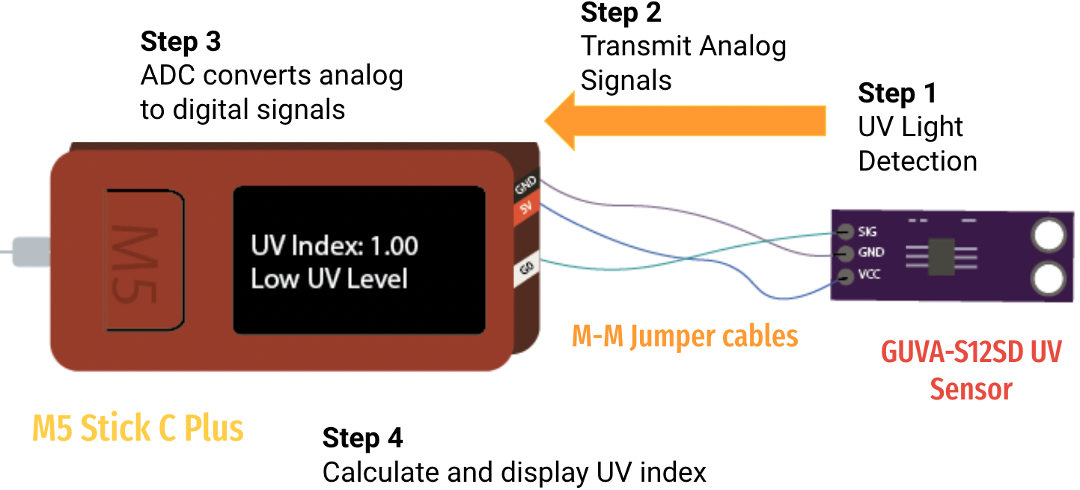 Step 2
Transmit Analog
Signals
Step 3
ADC converts analog
to digital signals
Step 1
UV Light
Detection
M5
UV Index: 1.00
Low UV Level
GND
5V
G0
SIG
GND
VCC
M-M Jumper cables
GUVA-S12SD UV
Sensor
M5 Stick C Plus
Step 4
Calculate and display UV index